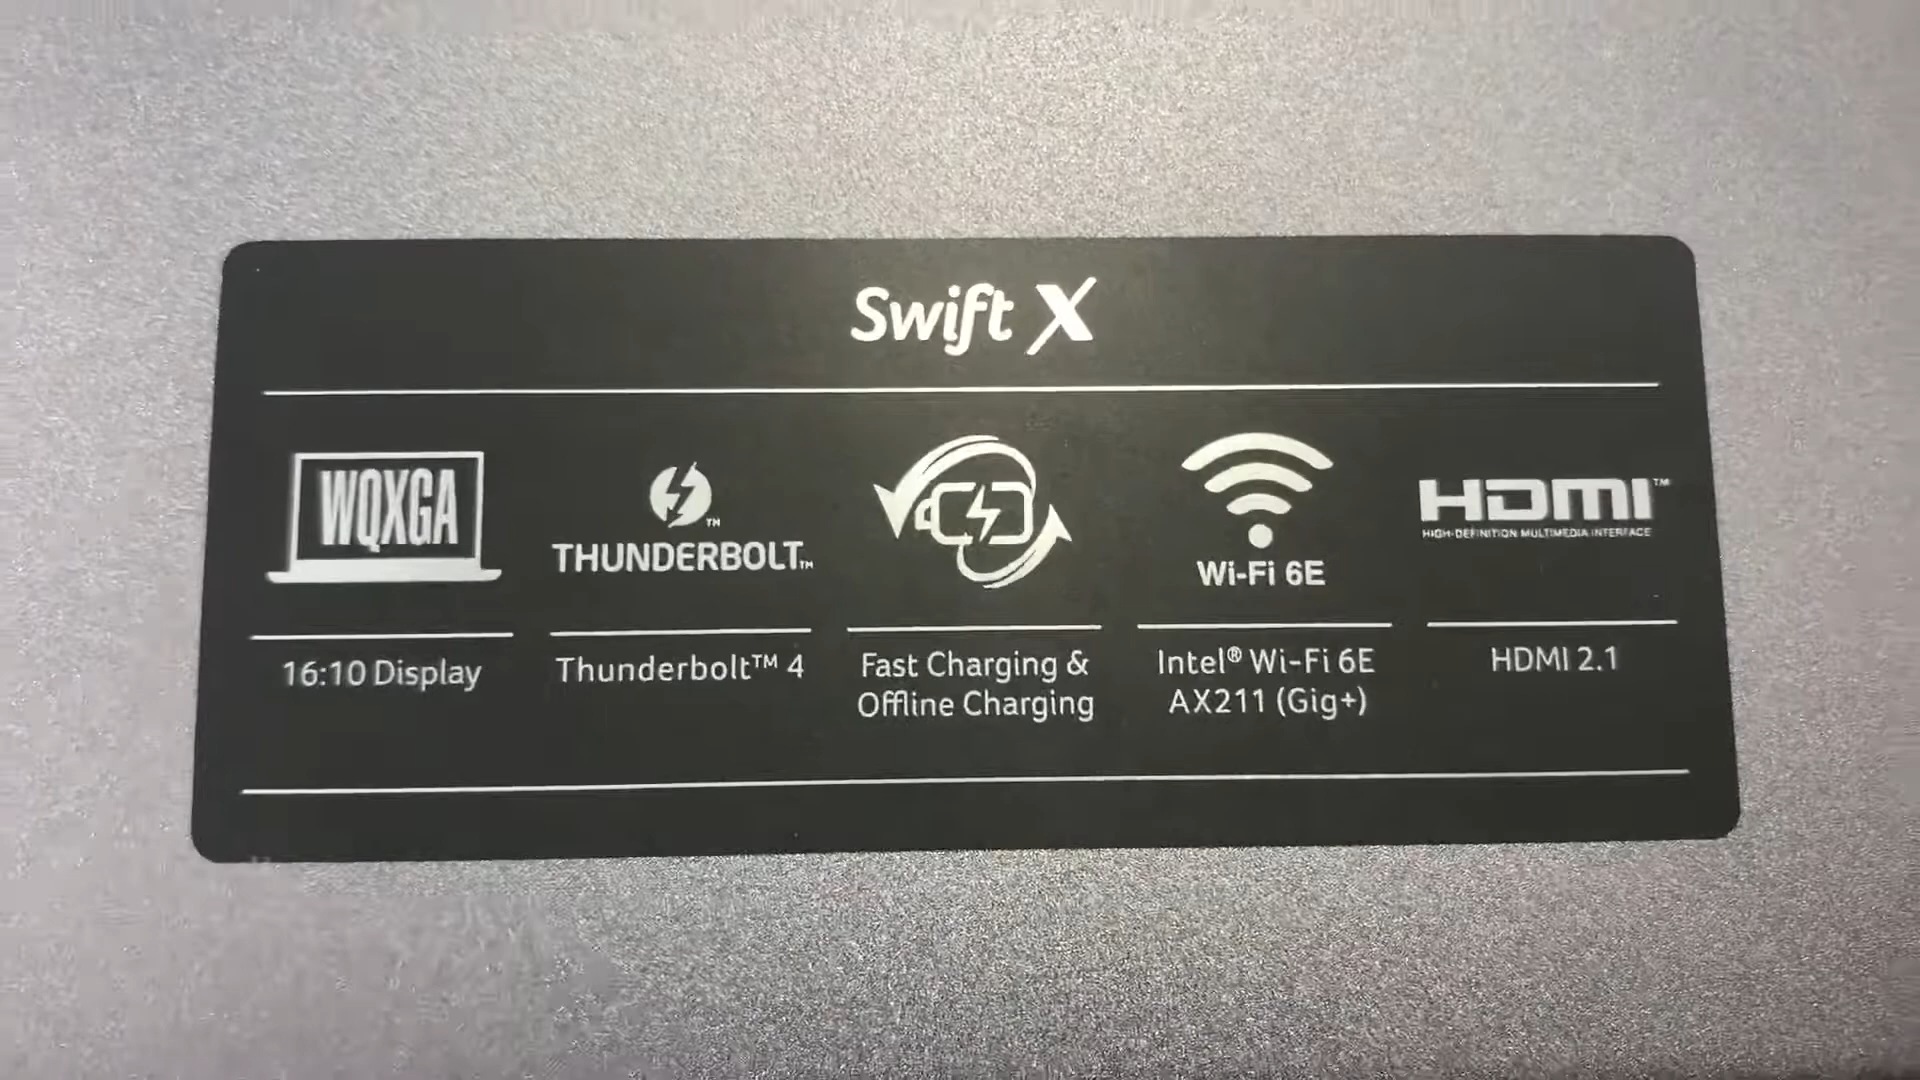 Swift X
WQXGA
16:10 Display
THUNDERBOLT™
Thunderbolt™ 4
Fast Charging &
Offline Charging
Wi-Fi 6E
Intel® Wi-Fi 6E
AX211 (Gig+)
HDMI™
HIGH-DEFINITION MULTIMEDIA INTERFACE
HDMI 2.1